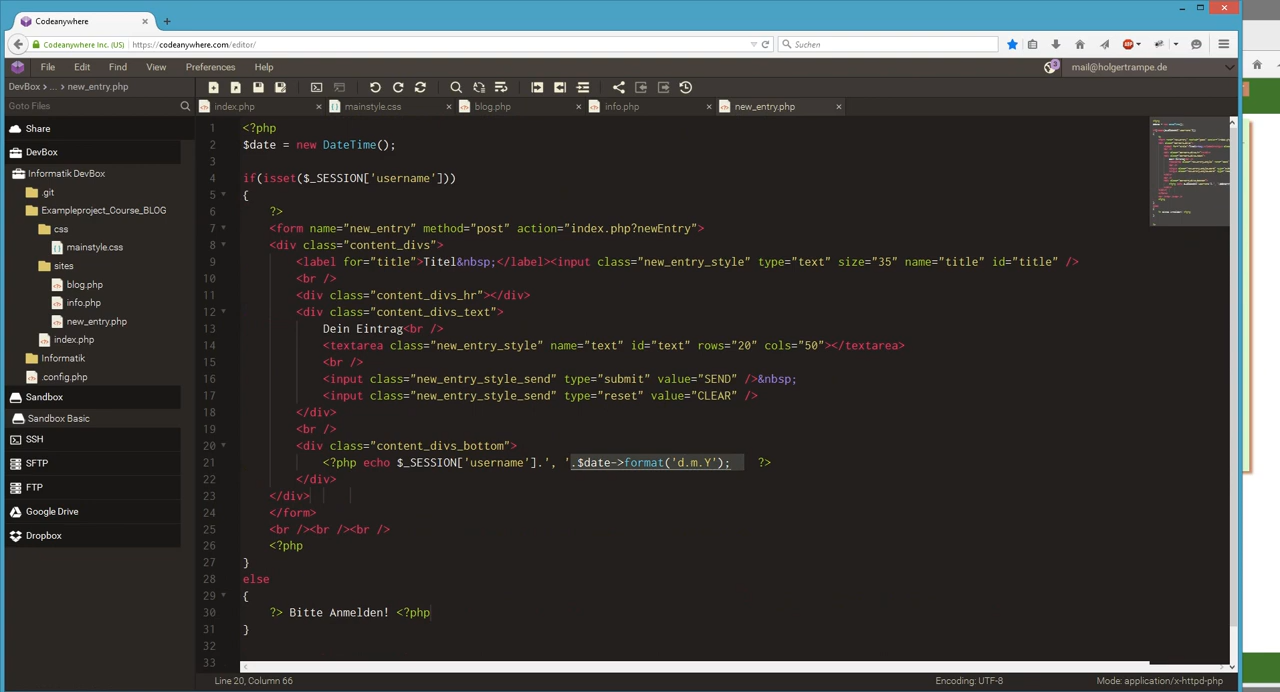 Codeanywhere
Codeanywhere Inc. (US) https://codeanywhere.com/editor/
Suchen
File Edit Find View Preferences Help
3 mail@holgertrampe.de
DevBox > ... > new_entry.php
Goto Files
index.php mainstyle.css blog.php info.php new_entry.php
Share
DevBox
Informatik DevBox
git
Exampleproject_Course_BLOG
css
mainstyle.css
sites
blog.php
info.php
new_entry.php
index.php
Informatik
.config.php
Sandbox
Sandbox Basic
SSH
SFTP
FTP
Google Drive
Dropbox
1 <?php
2 $date = new DateTime();
3
4 if(isset($_SESSION['username']))
5 {
6 ?>
7 <form name="new_entry" method="post" action="index.php?newEntry">
8 <div class="content_divs">
9 <label for="title">Titel&nbsp;</label><input class="new_entry_style" type="text" size="35" name="title" id="title" />
10 <br />
11 <div class="content_divs_hr"></div>
12 <div class="content_divs_text">
13 Dein Eintrag<br />
14 <textarea class="new_entry_style" name="text" id="text" rows="20" cols="50"></textarea>
15 <br />
16 <input class="new_entry_style_send" type="submit" value="SEND" />&nbsp;
17 <input class="new_entry_style_send" type="reset" value="CLEAR" />
18 </div>
19 <br />
20 <div class="content_divs_bottom">
21 <?php echo $_SESSION['username'].', '.$date->format('d.m.Y'); ?>
22 </div>
23 </div>
24 </form>
25 <br /><br /><br />
26 <?php
27 }
28 else
29 {
30 ?> Bitte Anmelden! <?php
31 }
32
33
Line 20, Column 66 Encoding: UTF-8 Mode: application/x-httpd-php